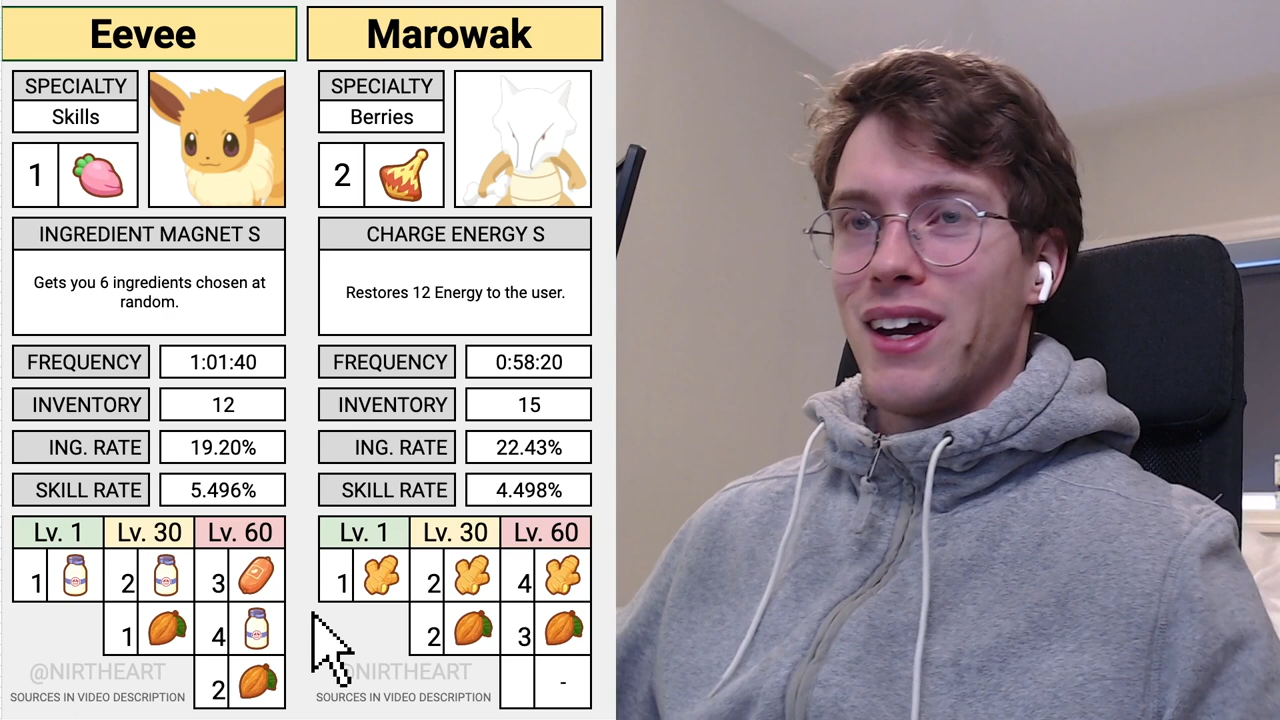 Eevee
SPECIALTY
Skills
1
INGREDIENT MAGNET S
Gets you 6 ingredients chosen at
random.
FREQUENCY 1:01:40
INVENTORY 12
ING. RATE 19.20%
SKILL RATE 5.496%
Lv. 1 Lv. 30 Lv. 60
1 2 3
1 4
2
@NIRTHEART
SOURCES IN VIDEO DESCRIPTION
Marowak
SPECIALTY
Berries
2
CHARGE ENERGY S
Restores 12 Energy to the user.
FREQUENCY 0:58:20
INVENTORY 15
ING. RATE 22.43%
SKILL RATE 4.498%
Lv. 1 Lv. 30 Lv. 60
1 2 4
2 3
-
@NIRTHEART
SOURCES IN VIDEO DESCRIPTION